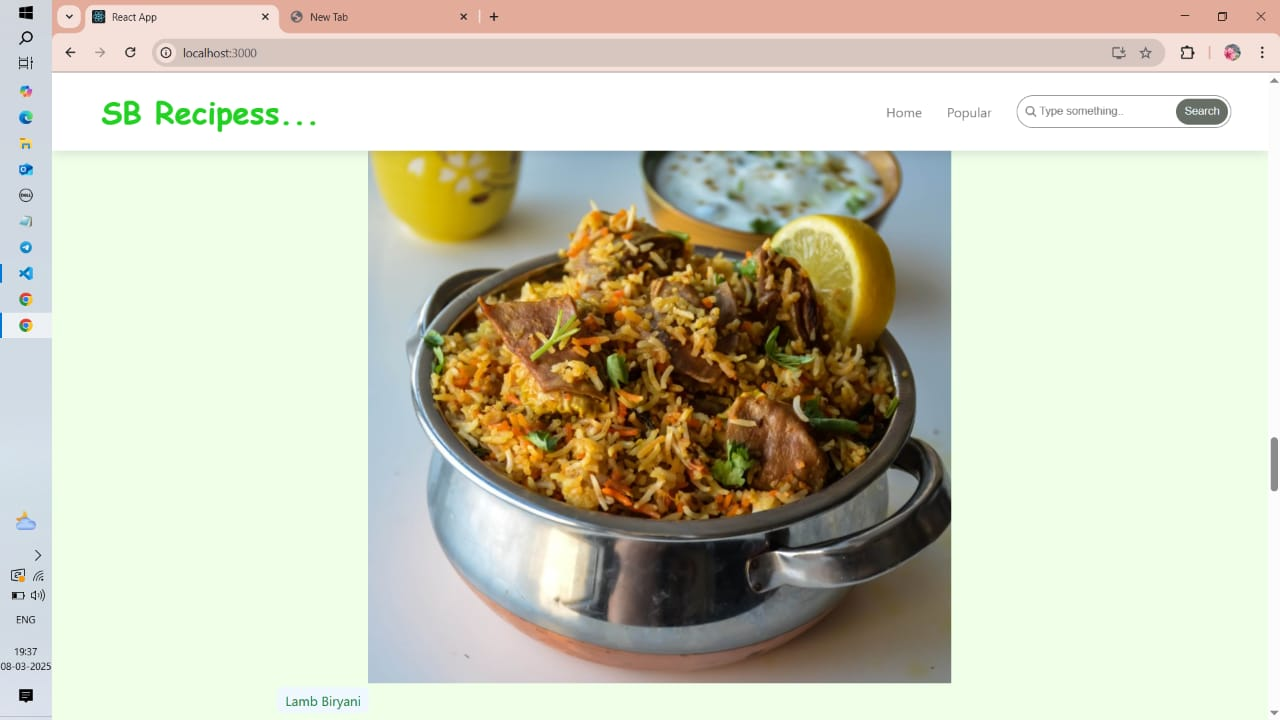 React App
New Tab
localhost:3000
SB Recipess...
Home
Popular
Type something..
Search
Lamb Biryani
ENG
19:37
08-03-2025